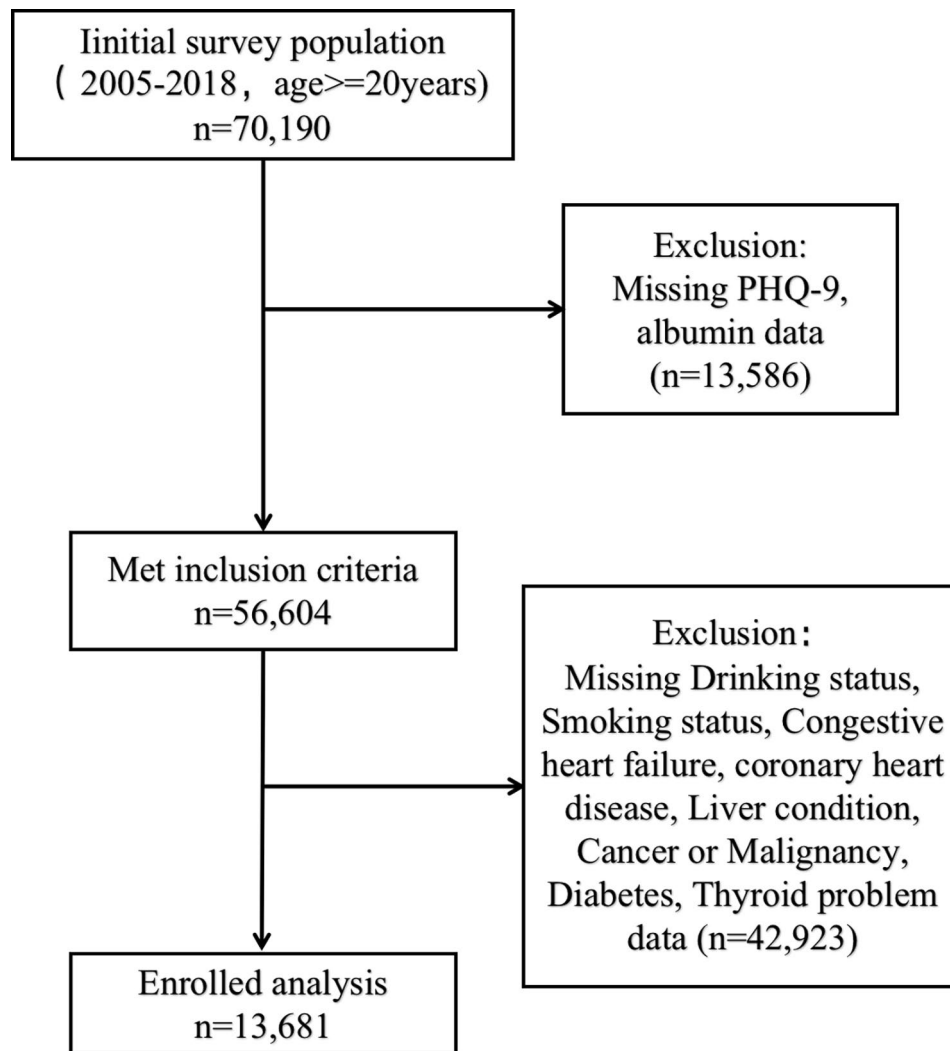 Iinitial survey population
( 2005-2018, age>=20years)
n=70,190
Exclusion:
Missing PHQ-9,
albumin data
(n=13,586)
Met inclusion criteria
n=56,604
Exclusion:
Missing Drinking status,
Smoking status, Congestive
heart failure, coronary heart
disease, Liver condition,
Cancer or Malignancy,
Diabetes, Thyroid problem
data (n=42,923)
Enrolled analysis
n=13,681